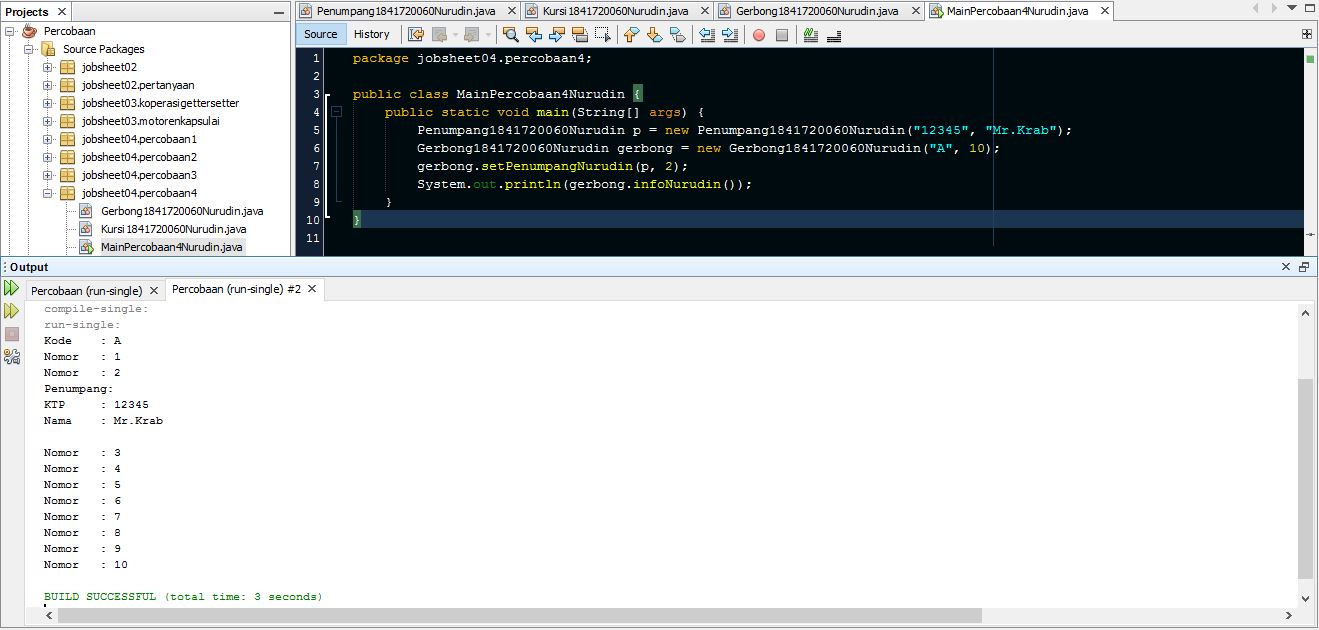 Projects
Percobaan
Source Packages
jobsheet02
jobsheet02.pertanyaan
jobsheet03.koperasigettersetter
jobsheet03.motorenkapsulai
jobsheet04.percobaan1
jobsheet04.percobaan2
jobsheet04.percobaan3
jobsheet04.percobaan4
Gerbong1841720060Nurudin.java
Kursi1841720060Nurudin.java
MainPercobaan4Nurudin.java
Penumpang1841720060Nurudin.java Kursi1841720060Nurudin.java Gerbong1841720060Nurudin.java MainPercobaan4Nurudin.java
Source History
1 package jobsheet04.percobaan4;
2
3 public class MainPercobaan4Nurudin {
4 public static void main(String[] args) {
5 Penumpang1841720060Nurudin p = new Penumpang1841720060Nurudin("12345", "Mr.Krab");
6 Gerbong1841720060Nurudin gerbong = new Gerbong1841720060Nurudin("A", 10);
7 gerbong.setPenumpangNurudin(p, 2);
8 System.out.println(gerbong.infoNurudin());
9 }
10 }
11
Output
Percobaan (run-single) Percobaan (run-single) #2
compile-single:
run-single:
Kode : A
Nomor : 1
Nomor : 2
Penumpang:
KTP : 12345
Nama : Mr.Krab
Nomor : 3
Nomor : 4
Nomor : 5
Nomor : 6
Nomor : 7
Nomor : 8
Nomor : 9
Nomor : 10
BUILD SUCCESSFUL (total time: 3 seconds)